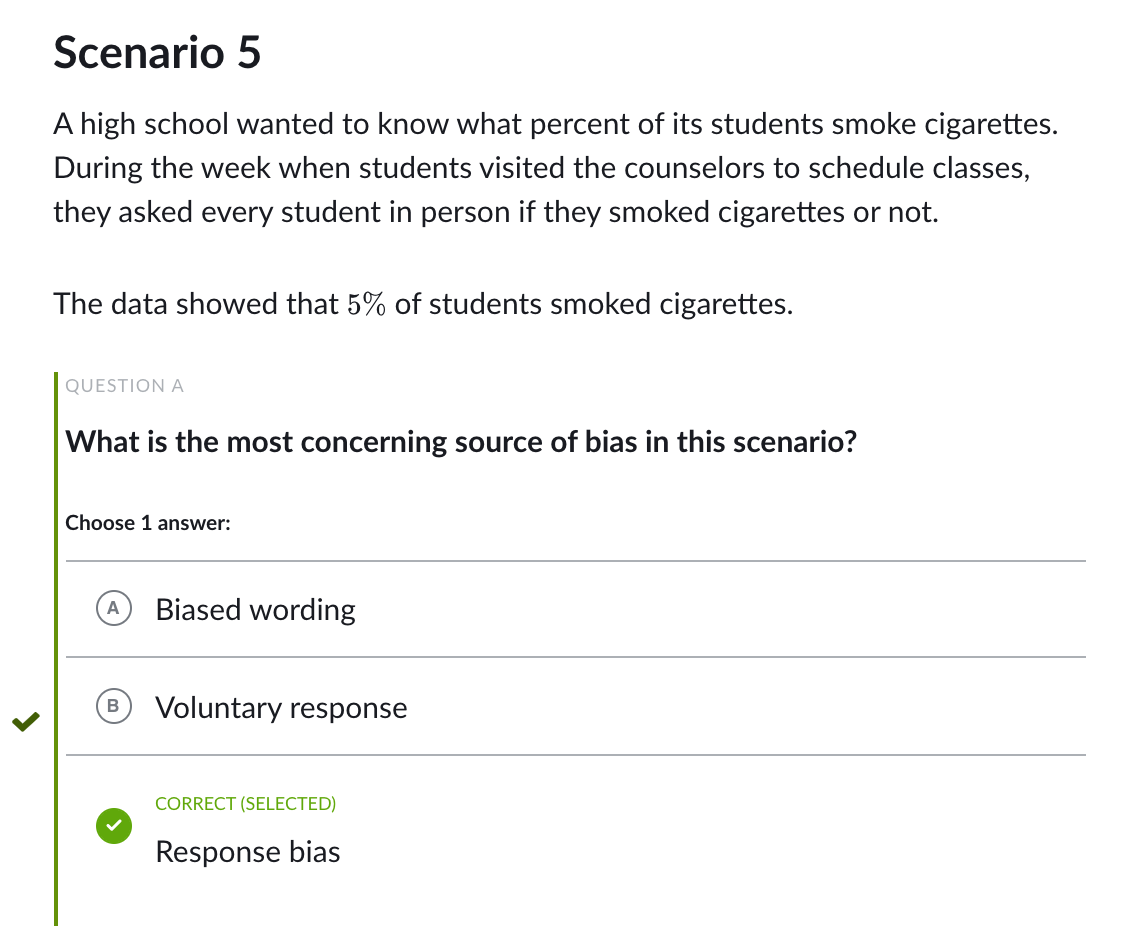 Scenario 5
A high school wanted to know what percent of its students smoke cigarettes.
During the week when students visited the counselors to schedule classes,
they asked every student in person if they smoked cigarettes or not.
The data showed that 5% of students smoked cigarettes.
QUESTION A
What is the most concerning source of bias in this scenario?
Choose 1 answer:
A Biased wording
B Voluntary response
CORRECT (SELECTED)
Response bias